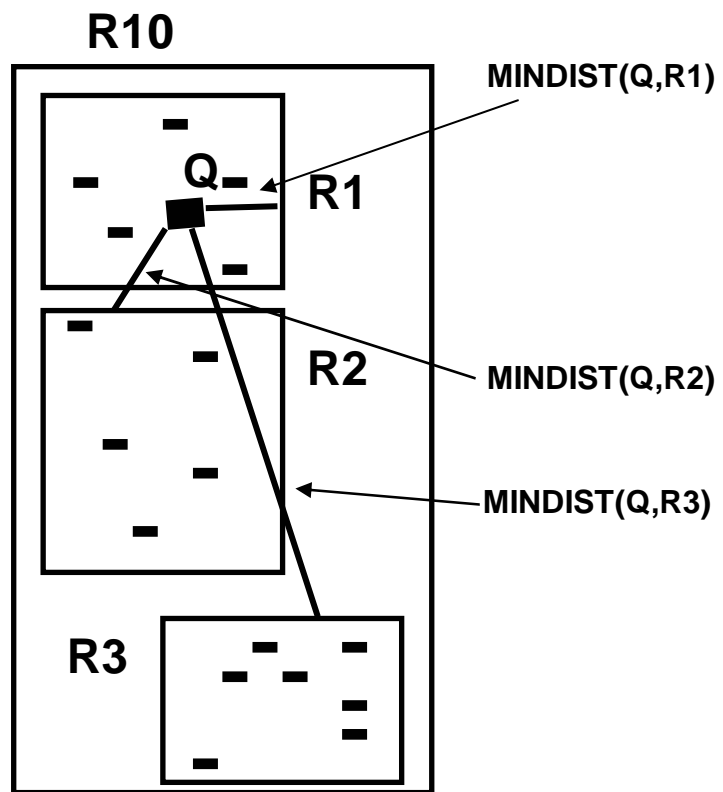 R10
MINDIST(Q,R1)
Q
R1
R2
MINDIST(Q,R2)
MINDIST(Q,R3)
R3